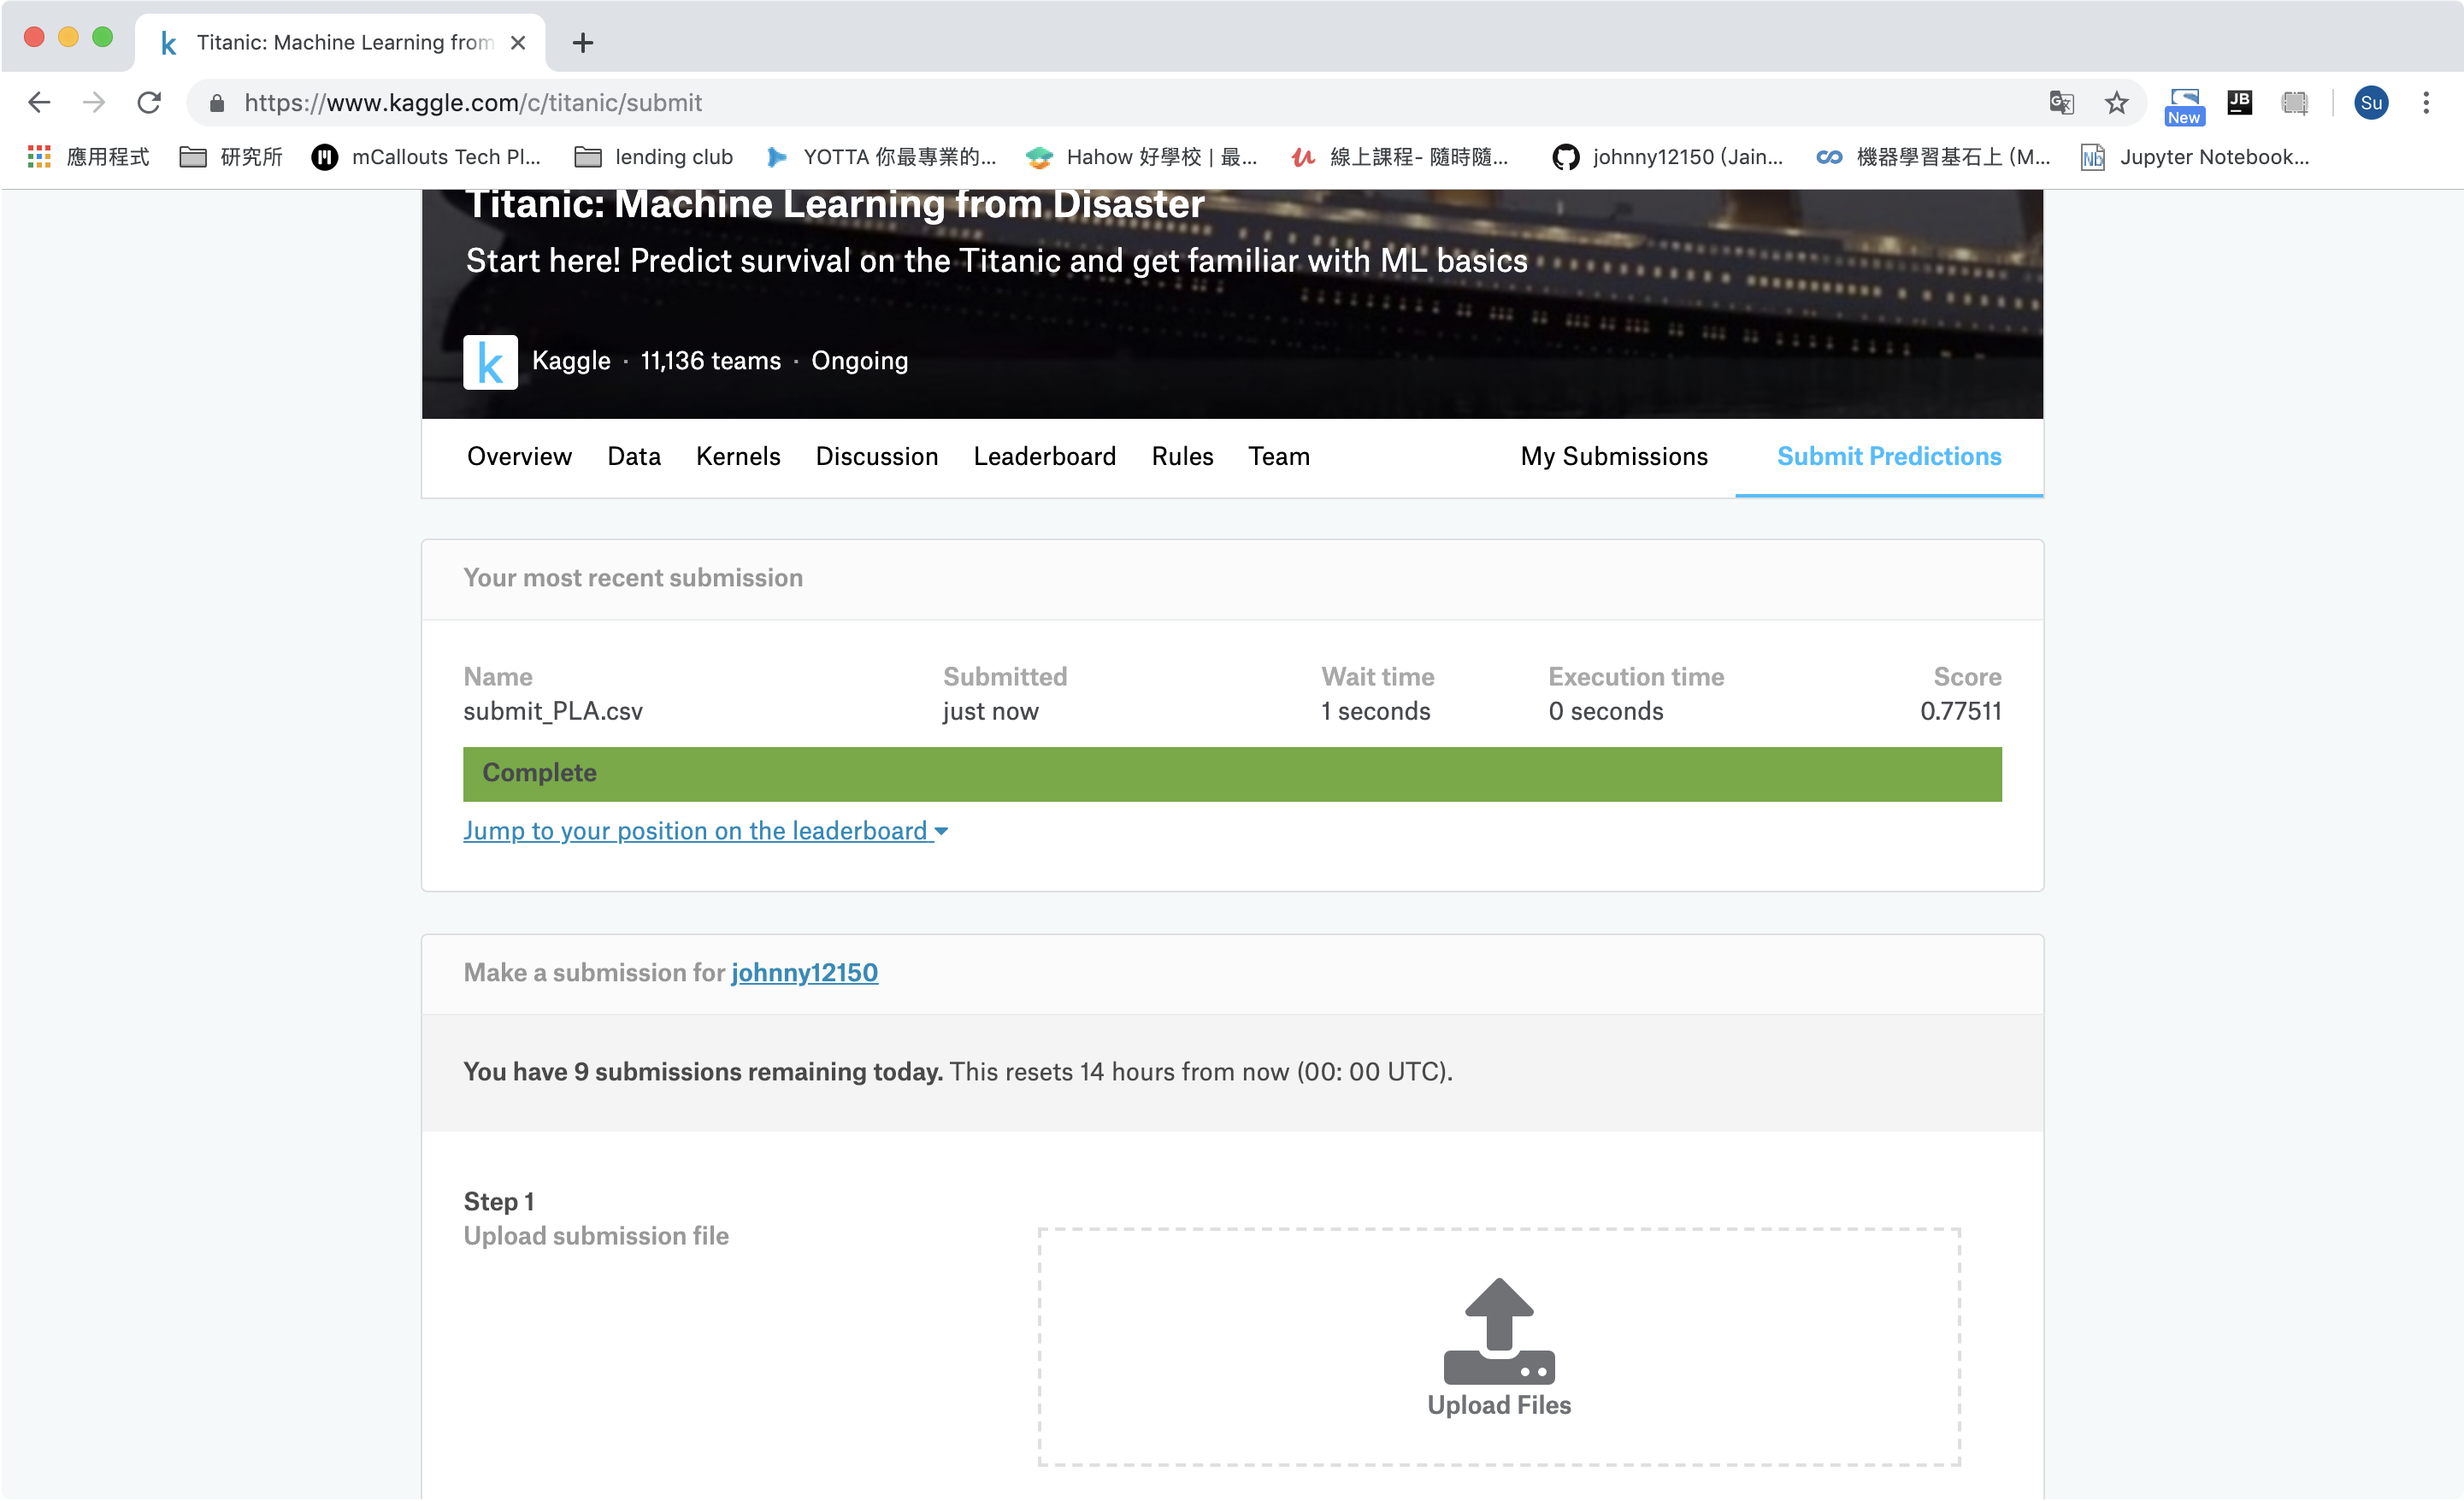 Titanic: Machine Learning from
https://www.kaggle.com/c/titanic/submit
New
JB
Su
應用程式 研究所 mCallouts Tech Pl... lending club YOTTA 你最專業的... Hahow 好學校 | 最... 線上課程- 隨時隨... johnny12150 (Jain... 機器學習基石上 (M... Jupyter Notebook...
Titanic: Machine Learning from Disaster
Start here! Predict survival on the Titanic and get familiar with ML basics
k Kaggle · 11,136 teams · Ongoing
Overview Data Kernels Discussion Leaderboard Rules Team My Submissions Submit Predictions
Your most recent submission
Name Submitted Wait time Execution time Score
submit_PLA.csv just now 1 seconds 0 seconds 0.77511
Complete
Jump to your position on the leaderboard
Make a submission for johnny12150
You have 9 submissions remaining today. This resets 14 hours from now (00: 00 UTC).
Step 1
Upload submission file
Upload Files